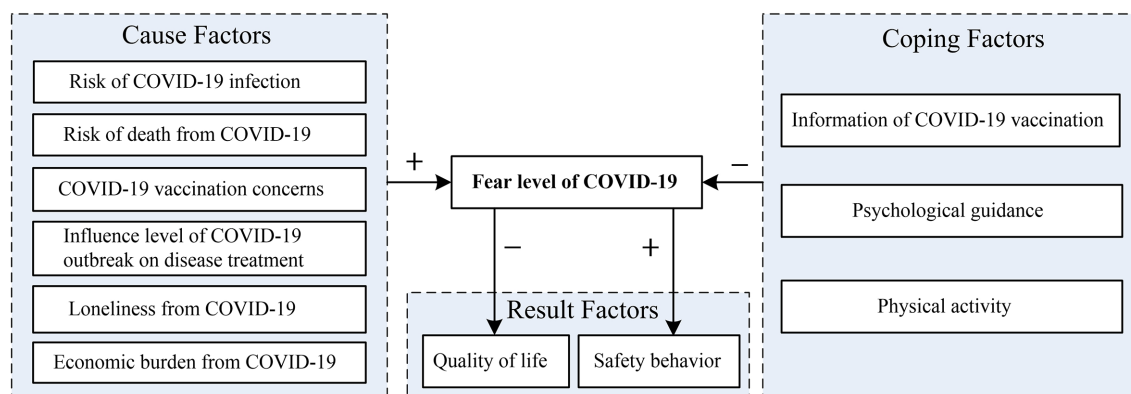 Cause Factors
Risk of COVID-19 infection
Risk of death from COVID-19
COVID-19 vaccination concerns
Influence level of COVID-19
outbreak on disease treatment
Loneliness from COVID-19
Economic burden from COVID-19
+
Fear level of COVID-19
−
−
+
Result Factors
Quality of life
Safety behavior
Coping Factors
Information of COVID-19 vaccination
Psychological guidance
Physical activity